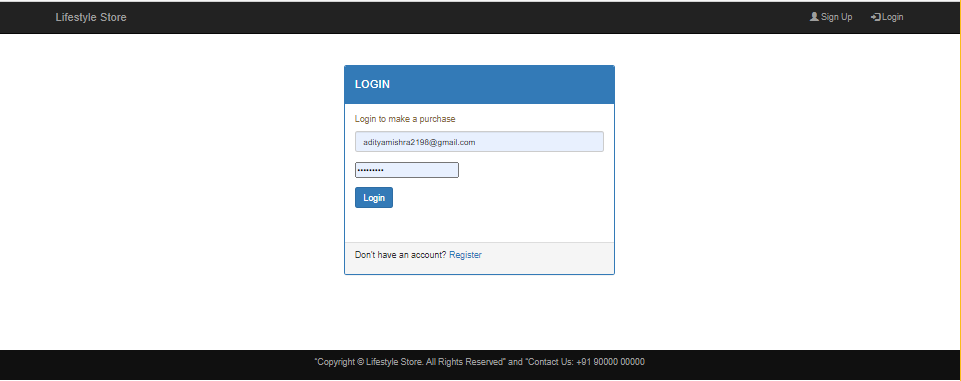 Lifestyle Store Sign Up Login
LOGIN
Login to make a purchase
adityamishra2198@gmail.com
•••••••••
Login
Don't have an account? Register
"Copyright © Lifestyle Store. All Rights Reserved" and "Contact Us: +91 90000 00000